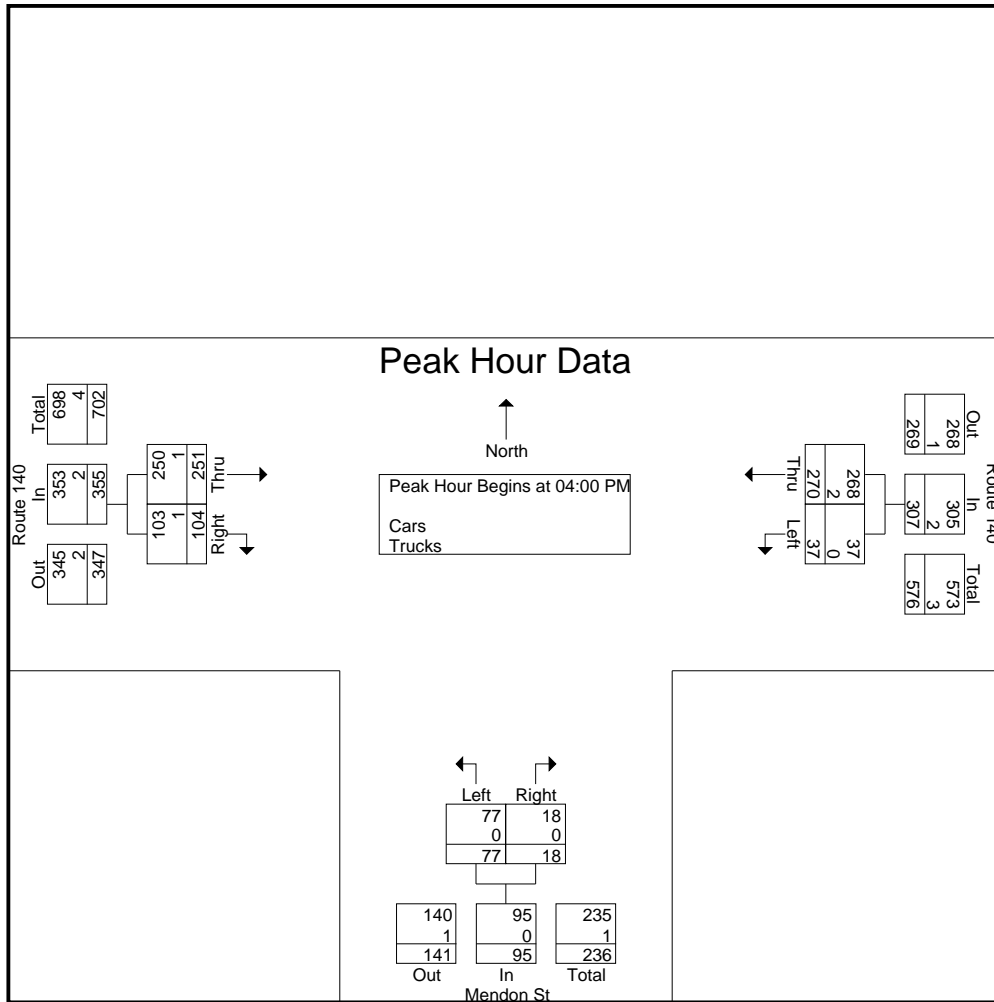 Peak Hour Data
North
Peak Hour Begins at 04:00 PM
Cars
Trucks
Route 140
Total
698
4
702
In
353
2
355
Out
345
2
347
Thru
250
1
251
Right
103
1
104
Route 140
Out
268
1
269
In
305
2
307
Total
573
3
576
Thru
268
2
270
Left
37
0
37
Left Right
77 18
0 0
77 18
140 95 235
1 0 1
141 95 236
Out In Total
Mendon St